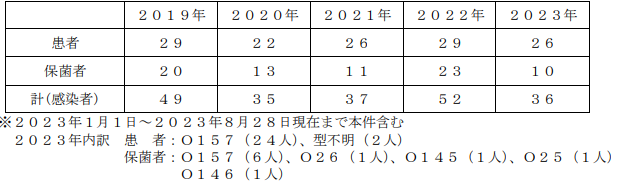 ２０１９年 ２０２０年 ２０２１年 ２０２２年 ２０２３年
患者 ２９ ２２ ２６ ２９ ２６
保菌者 ２０ １３ １１ ２３ １０
計（感染者） ４９ ３５ ３７ ５２ ３６
※２０２３年１月１日～２０２３年８月２８日現在まで本件含む
２０２３年内訳 患 者：Ｏ１５７（２４人）、型不明（２人）
保菌者：Ｏ１５７（６人）、Ｏ２６（１人）、Ｏ１４５（１人）、Ｏ２５（１人）
Ｏ１４６（１人）